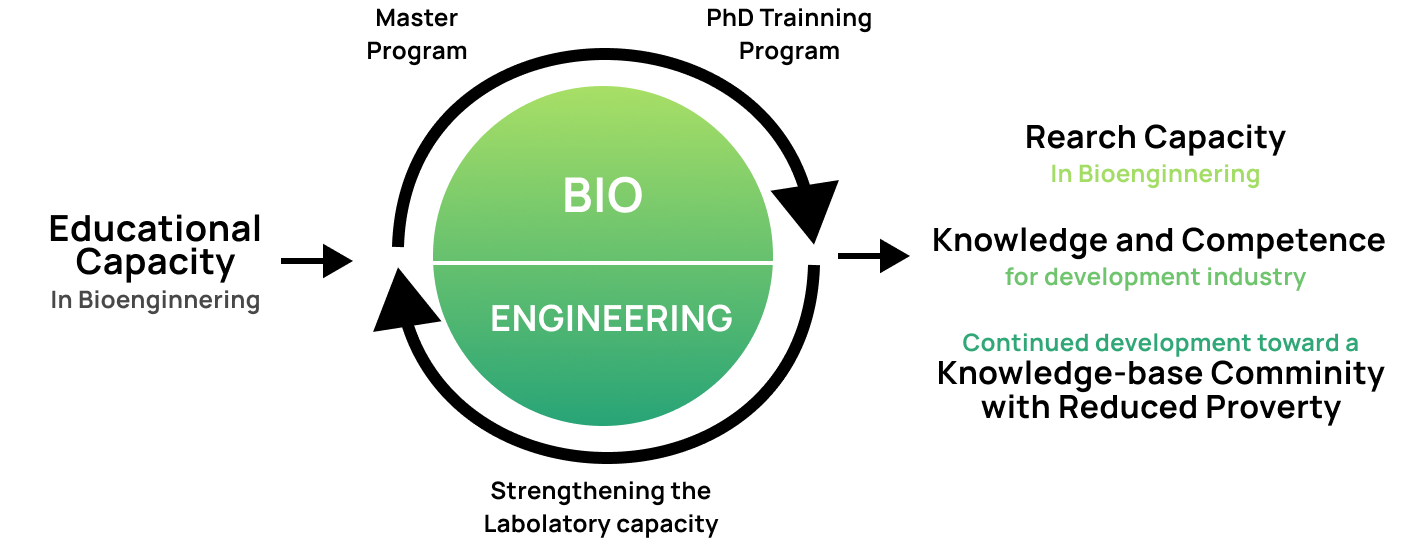 Master
Program
PhD Trainning
Program
Educational
Capacity
In Bioenginnering
BIO
ENGINEERING
Strengthening the
Labolatory capacity
Rearch Capacity
In Bioenginnering
Knowledge and Competence
for development industry
Continued development toward a
Knowledge-base Comminity
with Reduced Proverty